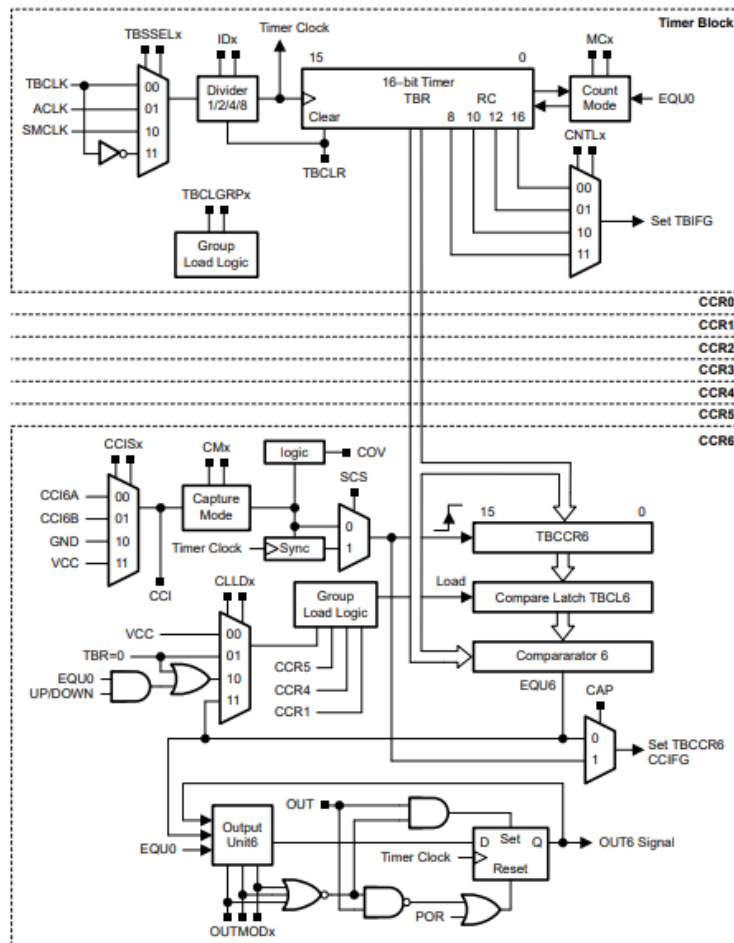 Timer Block
TBSSELx
IDx
Timer Clock
15
0
MCx
TBCLK
ACLK
SMCLK
00
01
10
11
Divider
1/2/4/8
16−bit Timer
TBR
RC
8
10
12
16
Clear
Count
Mode
EQU0
TBCLR
CNTLx
TBCLGRPx
Group
Load Logic
00
01
10
11
Set TBIFG
CCR0
CCR1
CCR2
CCR3
CCR4
CCR5
CCR6
CCISx
CMx
logic
COV
SCS
CCI6A
CCI6B
GND
VCC
00
01
10
11
Capture
Mode
0
1
Timer Clock
Sync
15
0
TBCCR6
CCI
CLLDx
Group
Load Logic
Load
Compare Latch TBCL6
VCC
TBR=0
EQU0
UP/DOWN
00
01
10
11
CCR5
CCR4
CCR1
Compararator 6
EQU6
CAP
0
1
Set TBCCR6
CCIFG
OUT
Output
Unit6
EQU0
Timer Clock
D
Set
Q
Reset
OUT6 Signal
POR
OUTMODx